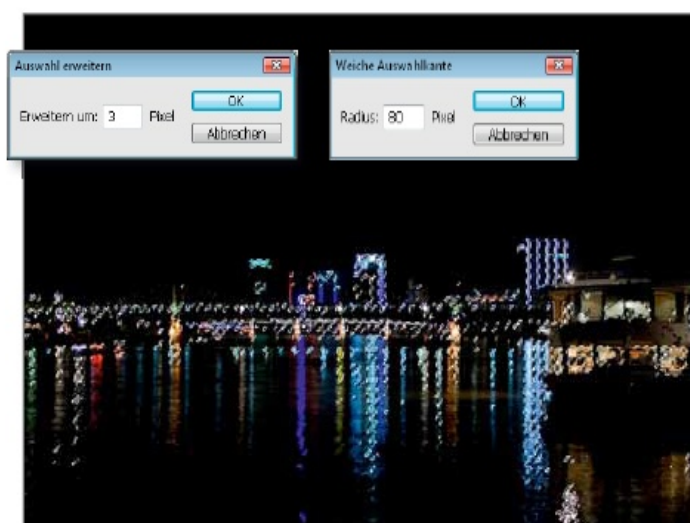 Auswahl erweitern
Erweitern um: 3 Pixel
OK
Abbrechen
Weiche Auswahlkante
Radius: 80 Pixel
OK
Abbrechen